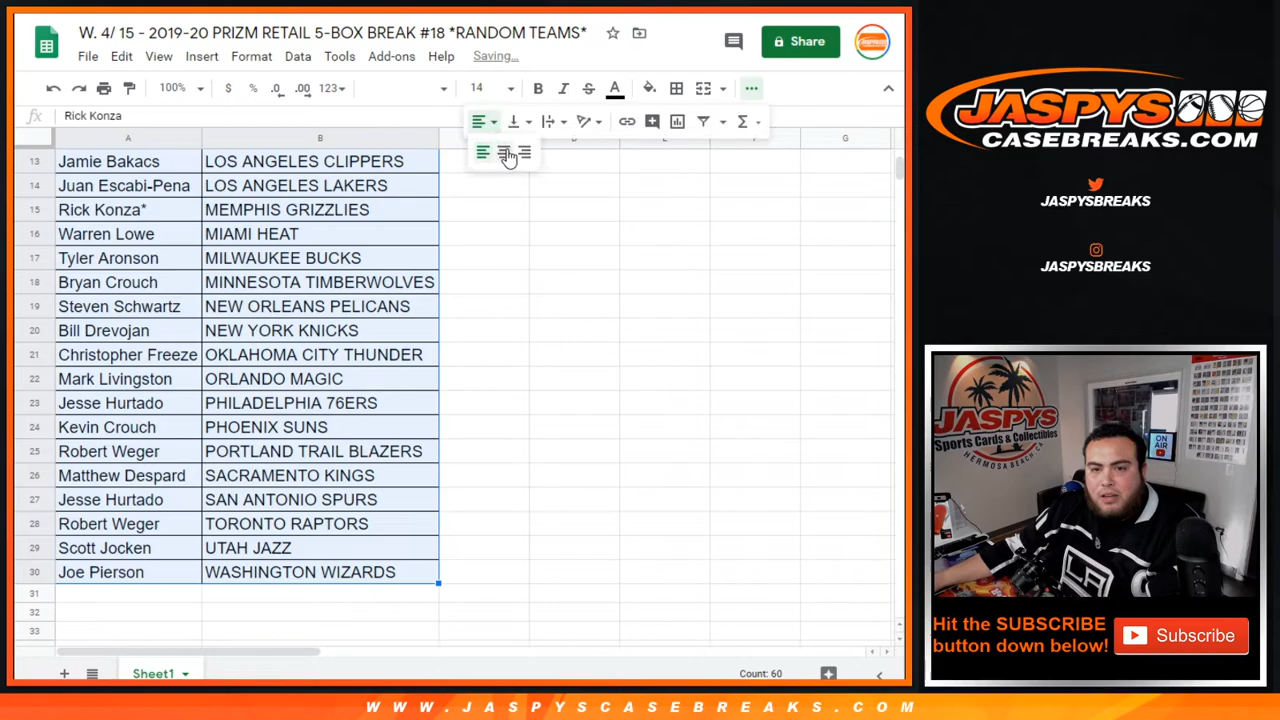 W. 4/ 15 - 2019-20 PRIZM RETAIL 5-BOX BREAK #18 *RANDOM TEAMS*
File Edit View Insert Format Data Tools Add-ons Help Saving...
Share
100% $ % .0 .00 123 14 B I S A
fx Rick Konza
A B G
13 Jamie Bakacs LOS ANGELES CLIPPERS
14 Juan Escabi-Pena LOS ANGELES LAKERS
15 Rick Konza* MEMPHIS GRIZZLIES
16 Warren Lowe MIAMI HEAT
17 Tyler Aronson MILWAUKEE BUCKS
18 Bryan Crouch MINNESOTA TIMBERWOLVES
19 Steven Schwartz NEW ORLEANS PELICANS
20 Bill Drevojan NEW YORK KNICKS
21 Christopher Freeze OKLAHOMA CITY THUNDER
22 Mark Livingston ORLANDO MAGIC
23 Jesse Hurtado PHILADELPHIA 76ERS
24 Kevin Crouch PHOENIX SUNS
25 Robert Weger PORTLAND TRAIL BLAZERS
26 Matthew Despard SACRAMENTO KINGS
27 Jesse Hurtado SAN ANTONIO SPURS
28 Robert Weger TORONTO RAPTORS
29 Scott Jocken UTAH JAZZ
30 Joe Pierson WASHINGTON WIZARDS
31
32
33
Sheet1
Count: 60
JASPYS
CASEBREAKS.COM
JASPYSBREAKS
JASPYSBREAKS
JASPYS
Sports Cards & Collectibles
HERMOSA BEACH CA
ON
AIR
LA
Hit the SUBSCRIBE
button down below!
Subscribe
WWW.JASPYSCASEBREAKS.COM